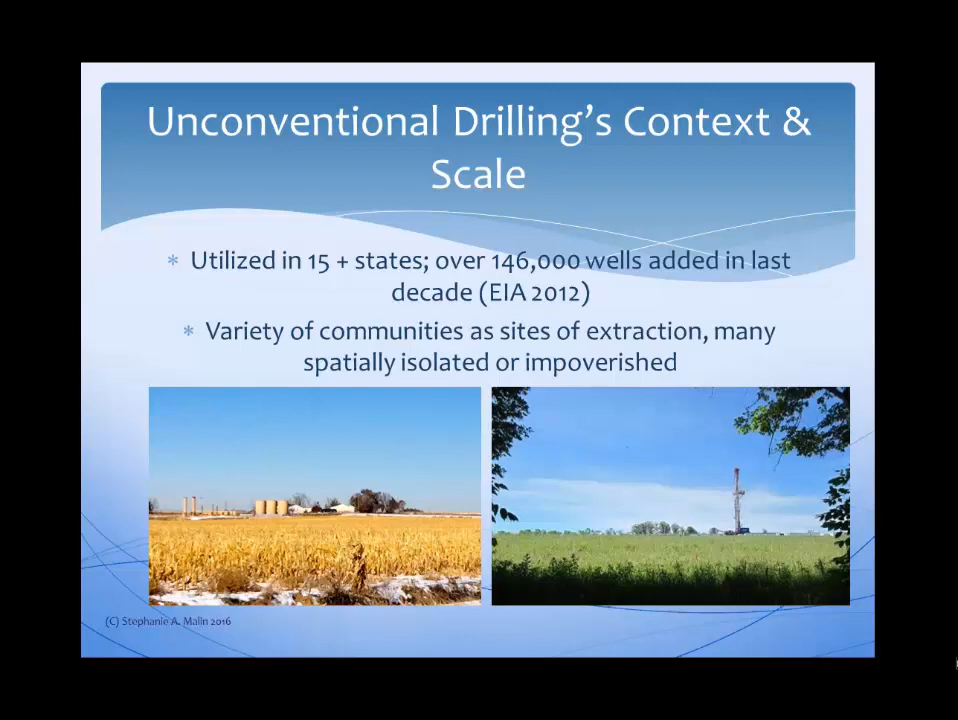 Unconventional Drilling’s Context &
Scale
* Utilized in 15 + states; over 146,000 wells added in last
decade (EIA 2012)
* Variety of communities as sites of extraction, many
spatially isolated or impoverished
(C) Stephanie A. Malin 2016